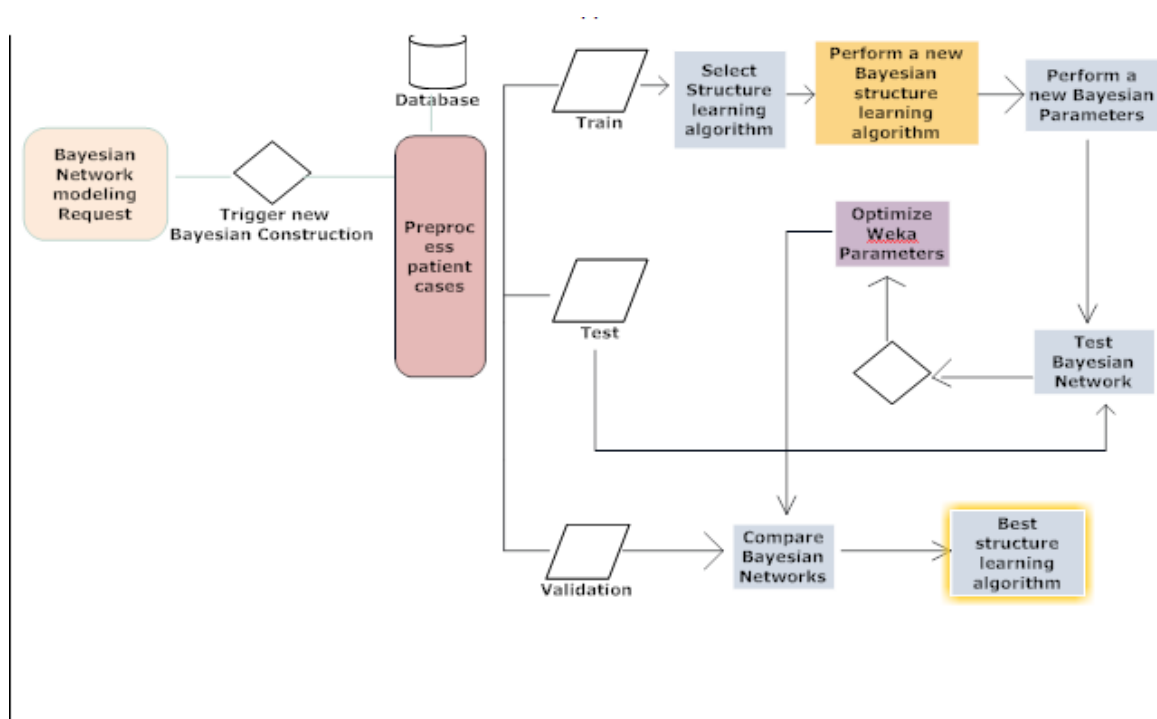 Database
Bayesian
Network
modeling
Request
Trigger new
Bayesian Construction
Preproc
ess
patient
cases
Train
Select
Structure
learning
algorithm
Perform a new
Bayesian
structure
learning
algorithm
Perform a
new Bayesian
Parameters
Optimize
Weka
Parameters
Test
Test
Bayesian
Network
Validation
Compare
Bayesian
Networks
Best
structure
learning
algorithm